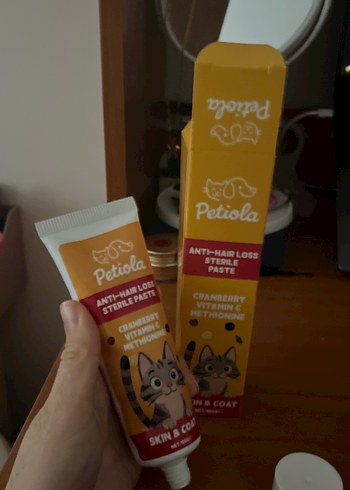 Petiola
Petiola
ANTI-HAIR LOSS
STERILE
PASTE
CRANBERRY
VITAMIN C
METHIONINE
SKIN & COAT
Petiola
ANTI-HAIR LOSS
STERILE PASTE
CRANBERRY
VITAMIN C
METHIONINE
SKIN & COAT